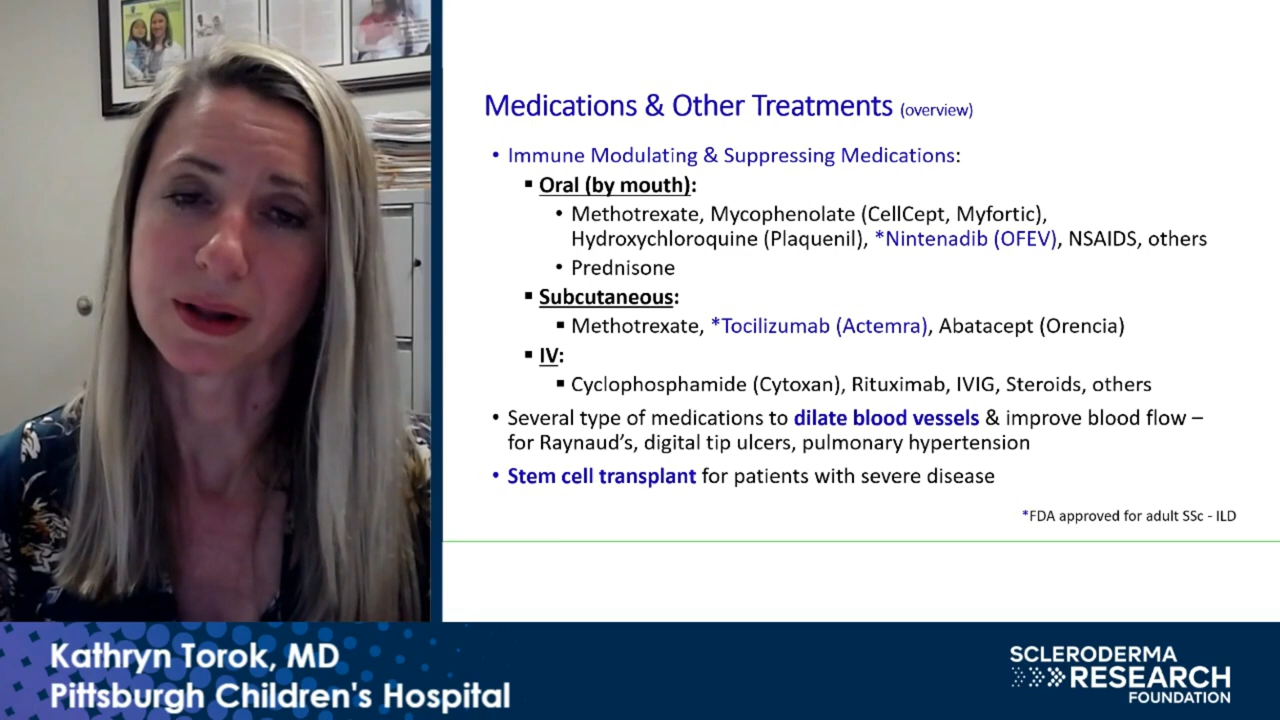 Medications & Other Treatments (overview)
• Immune Modulating & Suppressing Medications:
▪ Oral (by mouth):
• Methotrexate, Mycophenolate (CellCept, Myfortic),
Hydroxychloroquine (Plaquenil), *Nintenadib (OFEV), NSAIDS, others
• Prednisone
▪ Subcutaneous:
▪ Methotrexate, *Tocilizumab (Actemra), Abatacept (Orencia)
▪ IV:
▪ Cyclophosphamide (Cytoxan), Rituximab, IVIG, Steroids, others
• Several type of medications to dilate blood vessels & improve blood flow –
for Raynaud's, digital tip ulcers, pulmonary hypertension
• Stem cell transplant for patients with severe disease
*FDA approved for adult SSc - ILD
Kathryn Torok, MD
Pittsburgh Children's Hospital
SCLERODERMA
RESEARCH
FOUNDATION